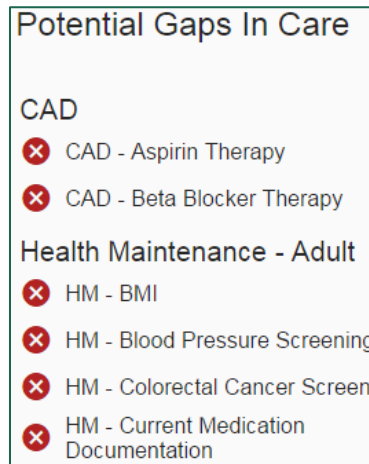 Potential Gaps In Care
CAD
CAD - Aspirin Therapy
CAD - Beta Blocker Therapy
Health Maintenance - Adult
HM - BMI
HM - Blood Pressure Screening
HM - Colorectal Cancer Screen
HM - Current Medication
Documentation